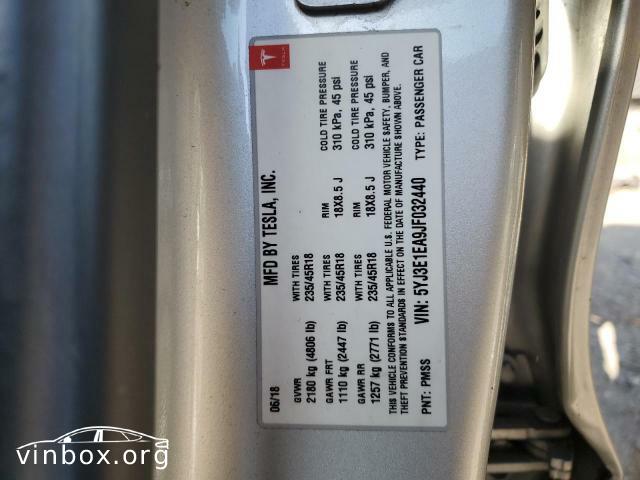 TESLA
MFD BY TESLA, INC.
06/18
GVWR WITH TIRES RIM COLD TIRE PRESSURE
2180 kg (4806 lb) 235/45R18 18X8.5 J 310 kPa, 45 psi
GAWR FRT WITH TIRES RIM COLD TIRE PRESSURE
1110 kg (2447 lb) 235/45R18 18X8.5 J 310 kPa, 45 psi
GAWR RR WITH TIRES
1257 kg (2771 lb) 235/45R18
THIS VEHICLE CONFORMS TO ALL APPLICABLE U.S. FEDERAL MOTOR VEHICLE SAFETY, BUMPER, AND
THEFT PREVENTION STANDARDS IN EFFECT ON THE DATE OF MANUFACTURE SHOWN ABOVE.
VIN: 5YJ3E1EA9JF032440 TYPE: PASSENGER CAR
PNT: PMSS
vinbox.org